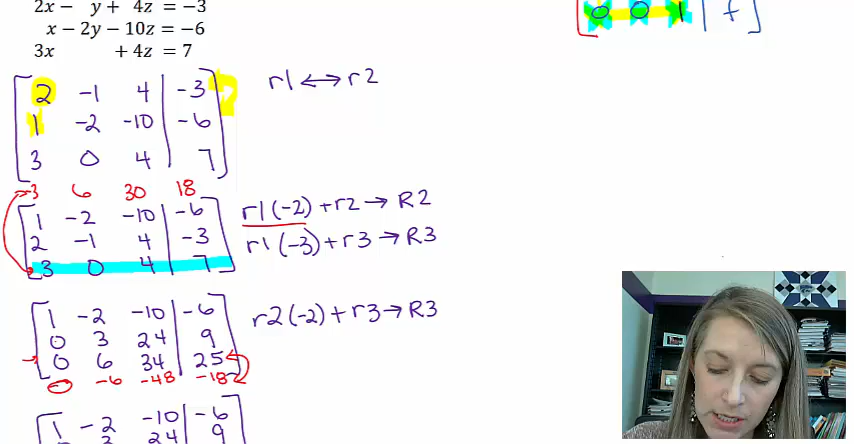 2x − y + 4z = −3
x − 2y − 10z = −6
3x + 4z = 7
0 0 1 | f
2 -1 4 | -3 r1 ↔ r2
1 -2 -10 | -6
3 0 4 | 7
-3 6 30 18
1 -2 -10 | -6 r1(-2) + r2 → R2
2 -1 4 | -3 r1(-3) + r3 → R3
3 0 4 | 7
1 -2 -10 | -6 r2(-2) + r3 → R3
0 3 24 | 9
0 6 34 | 25
-6 -48 -18
1 -2 -10 | -6
3 24 | 9